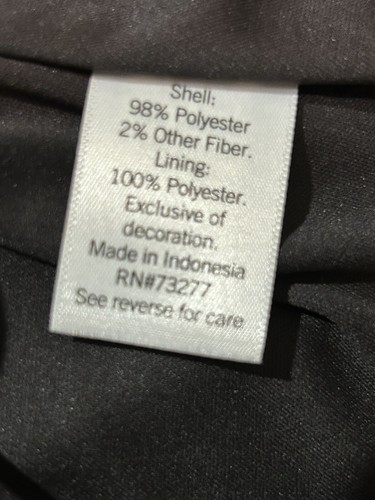 Shell:
98% Polyester
2% Other Fiber.
Lining:
100% Polyester.
Exclusive of
decoration.
Made in Indonesia
RN#73277
See reverse for care